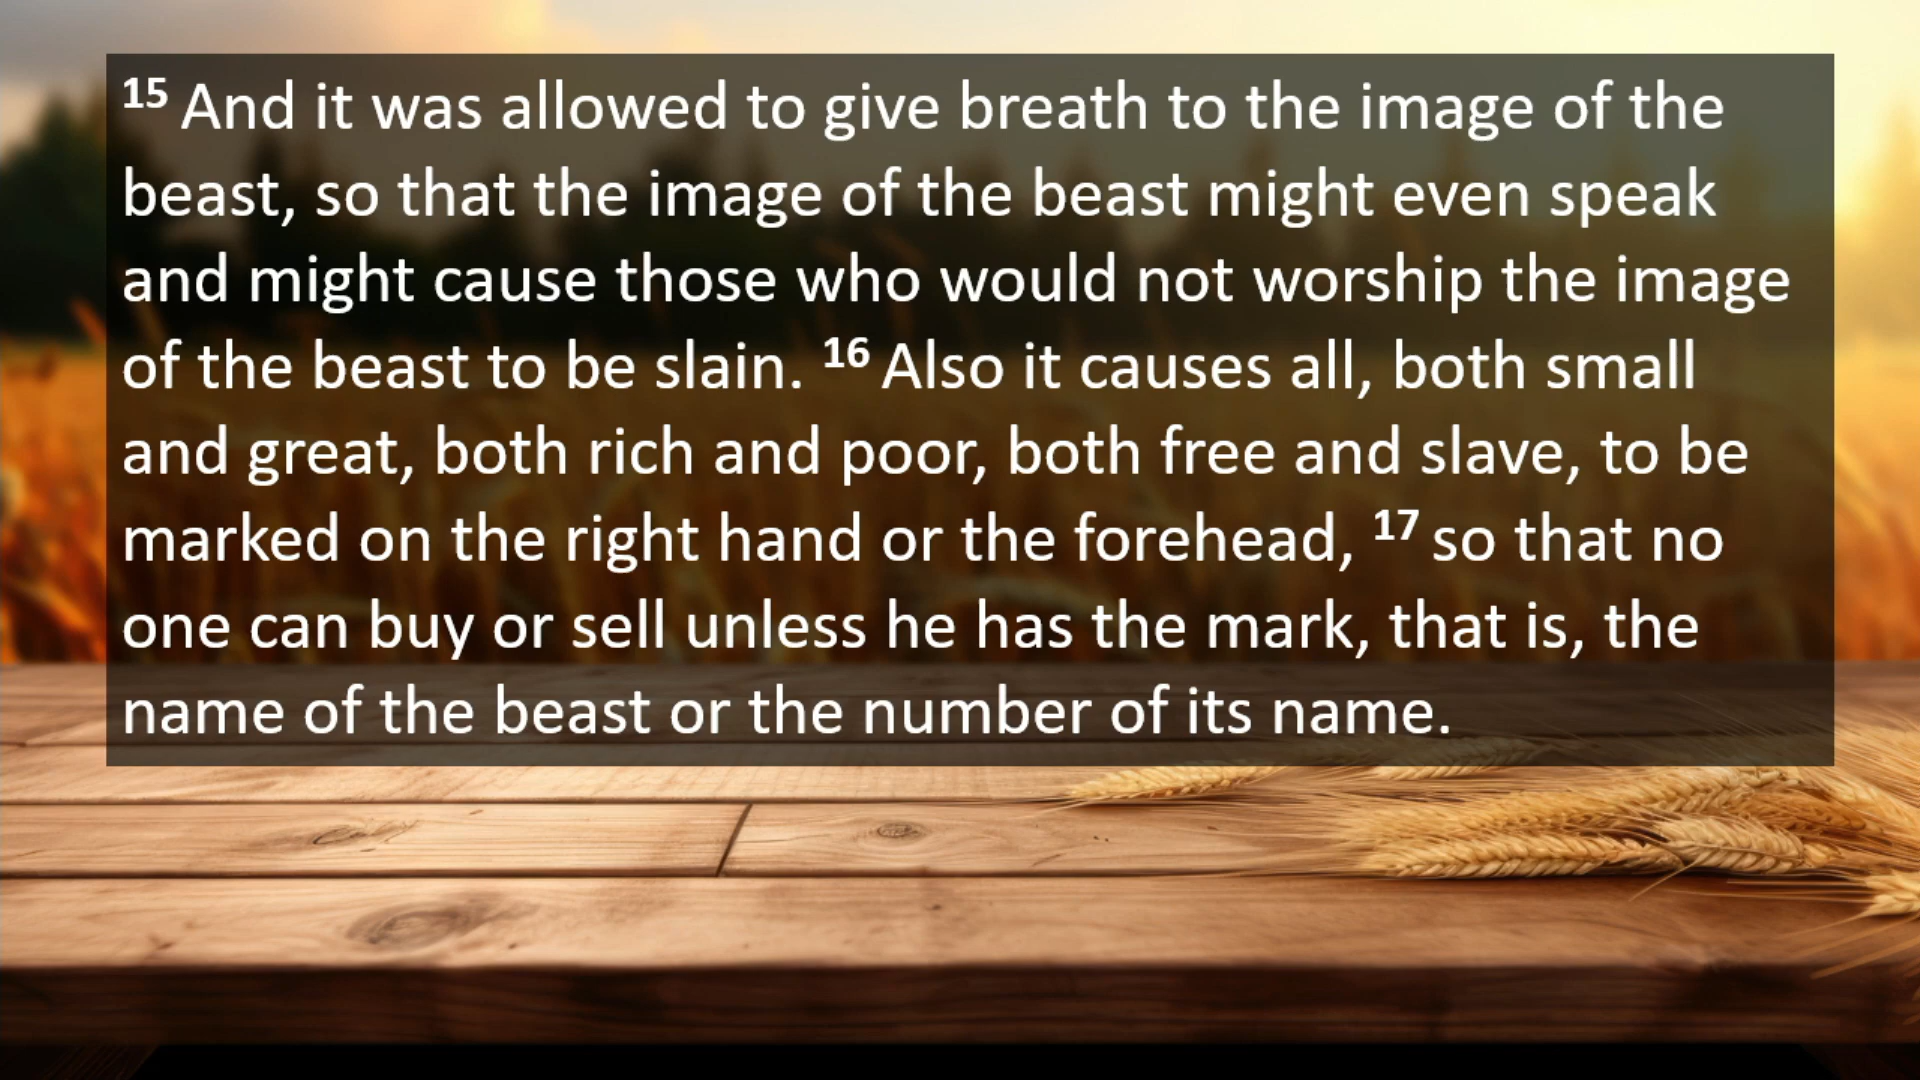 15 And it was allowed to give breath to the image of the
beast, so that the image of the beast might even speak
and might cause those who would not worship the image
of the beast to be slain. 16 Also it causes all, both small
and great, both rich and poor, both free and slave, to be
marked on the right hand or the forehead, 17 so that no
one can buy or sell unless he has the mark, that is, the
name of the beast or the number of its name.